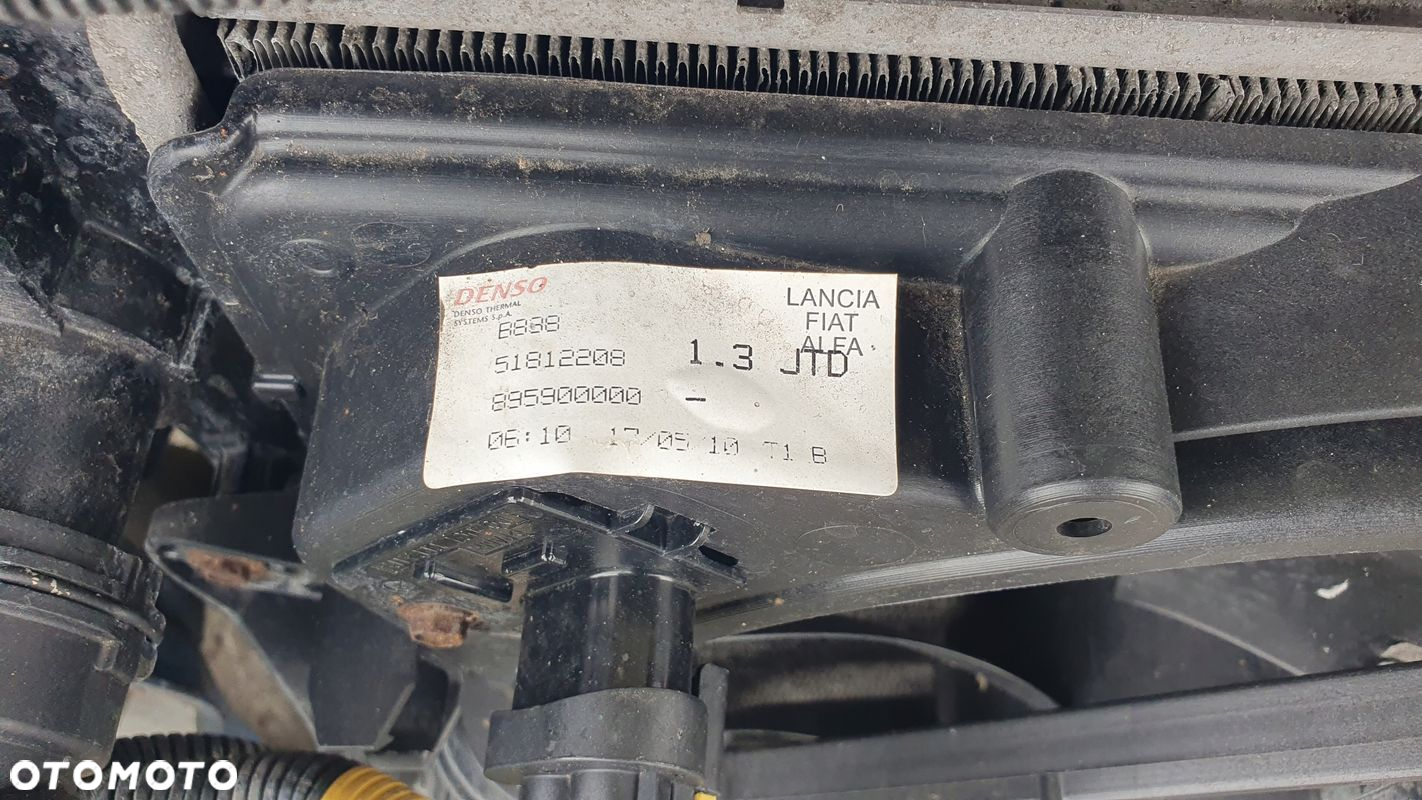 DENSO
DENSO THERMAL
SYSTEMS S.p.A.
LANCIA
FIAT
ALFA
51812208
1.3 JTD
895900000
-
06:10 17/05/10 T1 B
OTOMOTO